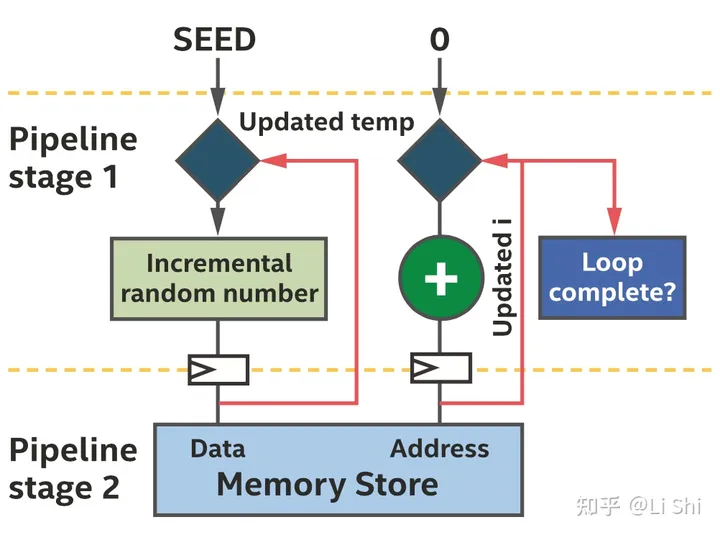 SEED
0
Updated temp
Pipeline
stage 1
Incremental
random number
+
Updated i
Loop
complete?
Pipeline
stage 2
Data
Address
Memory Store
知乎 @Li Shi